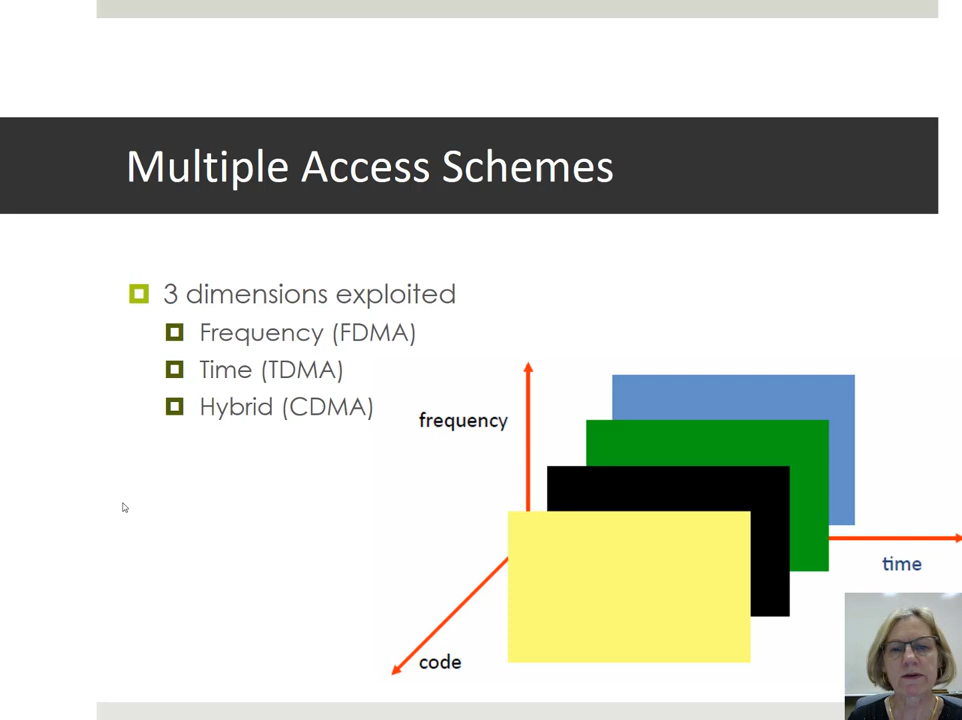 Multiple Access Schemes
3 dimensions exploited
Frequency (FDMA)
Time (TDMA)
Hybrid (CDMA)
frequency
time
code